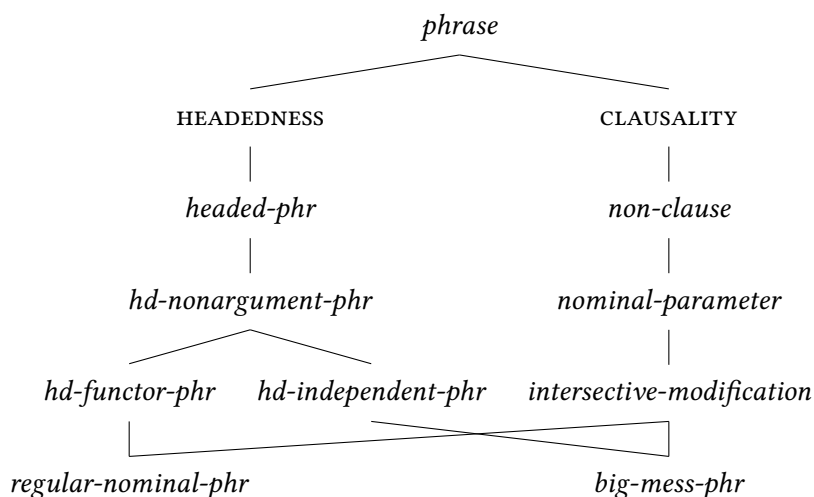 phrase
HEADEDNESS CLAUSALITY
headed-phr non-clause
hd-nonargument-phr nominal-parameter
hd-functor-phr hd-independent-phr intersective-modification
regular-nominal-phr big-mess-phr